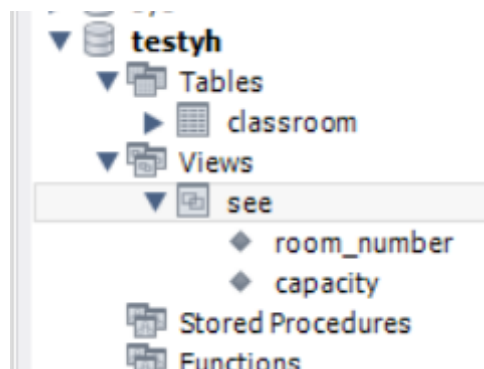 testyh
Tables
classroom
Views
see
room_number
capacity
Stored Procedures
Functions